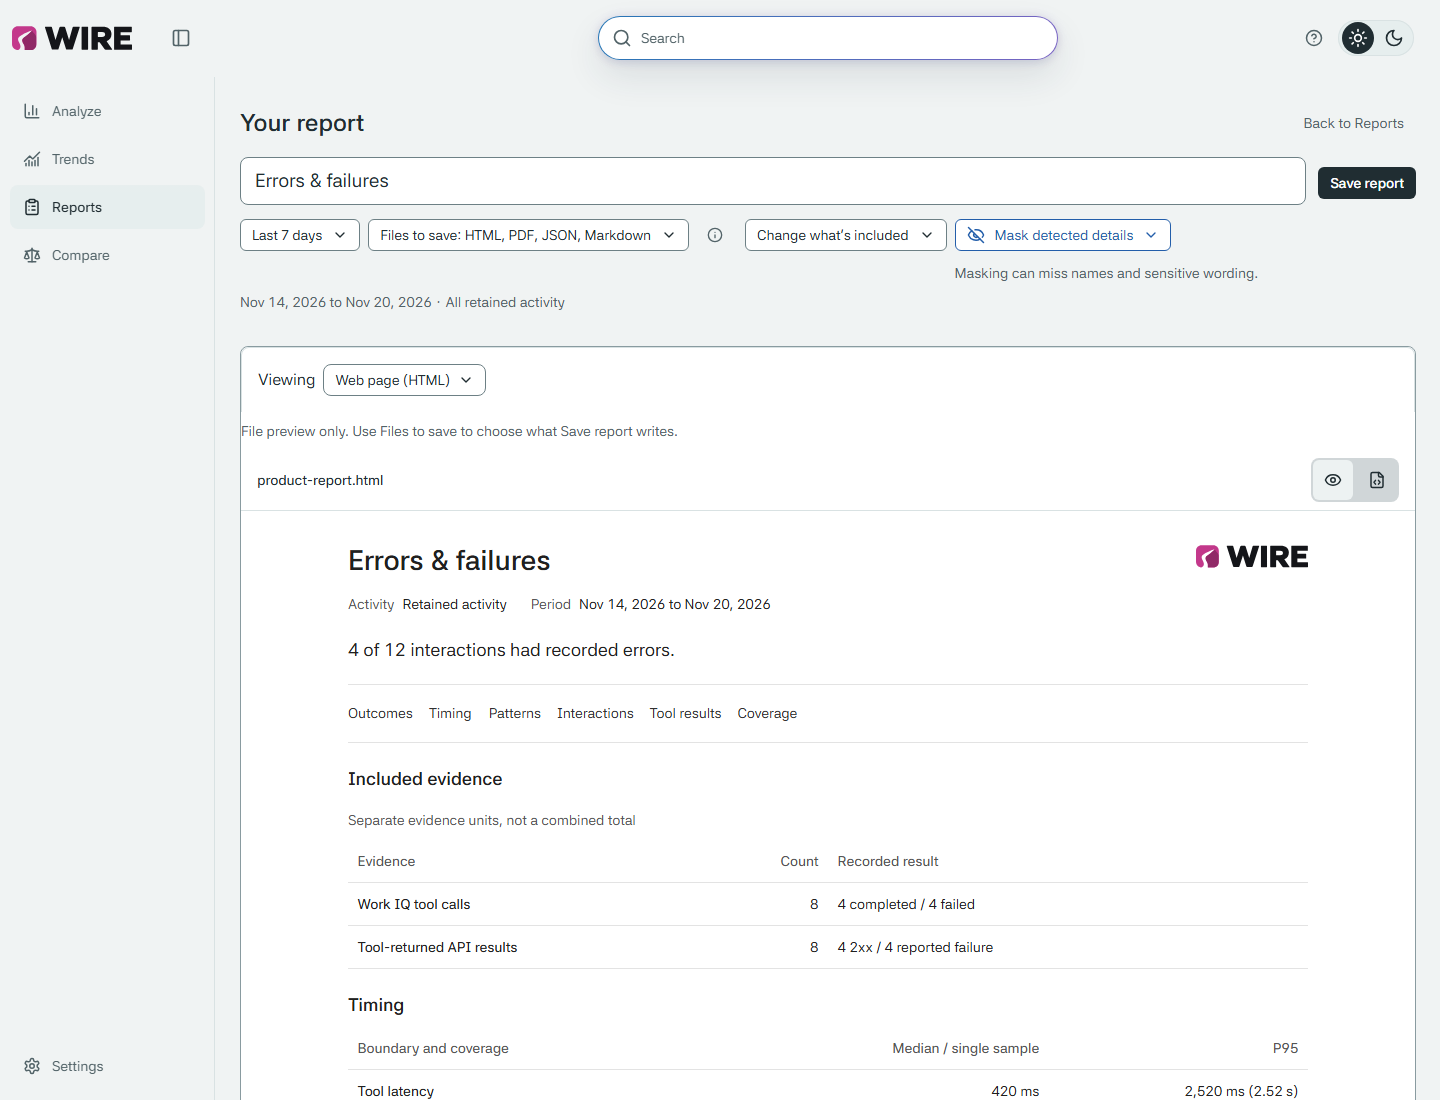 WIRE
Search
Analyze
Trends
Reports
Compare
Settings
Your report
Back to Reports
Errors & failures
Save report
Last 7 days
Files to save: HTML, PDF, JSON, Markdown
Change what's included
Mask detected details
Masking can miss names and sensitive wording.
Nov 14, 2026 to Nov 20, 2026 · All retained activity
Viewing
Web page (HTML)
File preview only. Use Files to save to choose what Save report writes.
product-report.html
Errors & failures
WIRE
Activity Retained activity Period Nov 14, 2026 to Nov 20, 2026
4 of 12 interactions had recorded errors.
Outcomes Timing Patterns Interactions Tool results Coverage
Included evidence
Separate evidence units, not a combined total
Evidence Count Recorded result
Work IQ tool calls 8 4 completed / 4 failed
Tool-returned API results 8 4 2xx / 4 reported failure
Timing
Boundary and coverage Median / single sample P95
Tool latency 420 ms 2,520 ms (2.52 s)